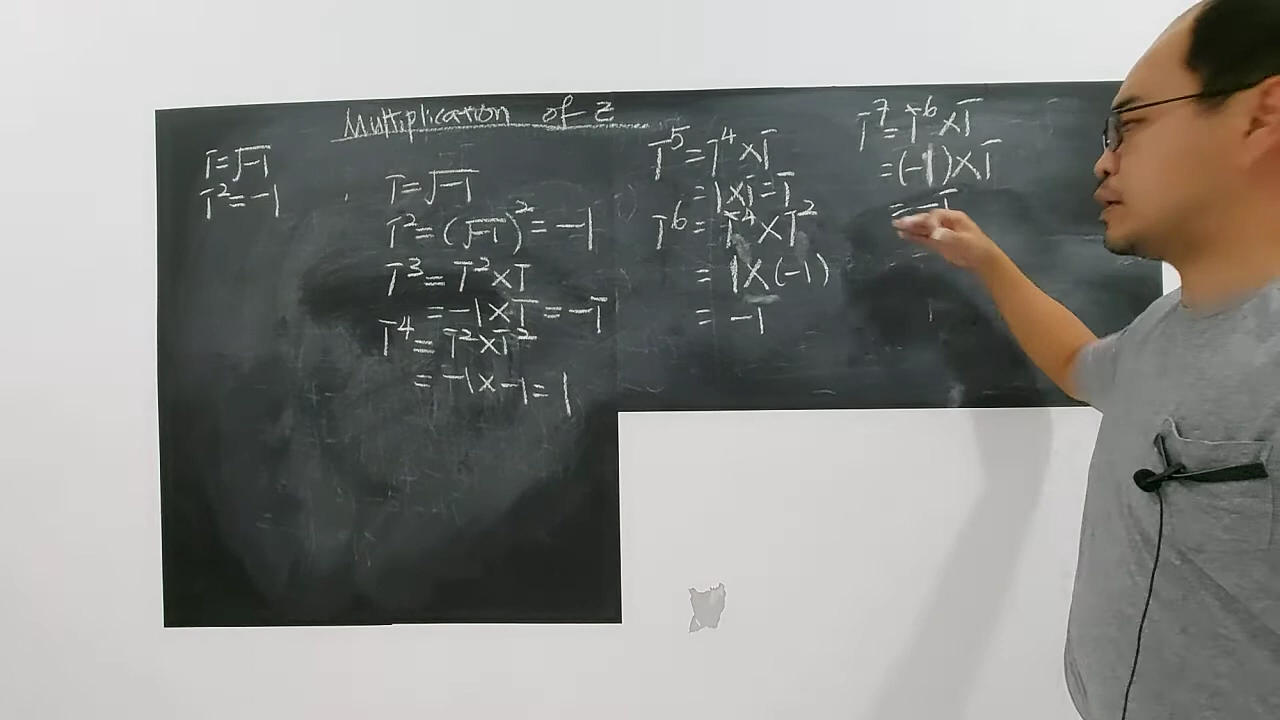 Multiplication of z
i=√-1
i²=-1
i=√-1
i²=(√-1)²=-1
i³=i²×i
=-1×i=-i
i⁴=i²×i²
=-1×-1=1
i⁵=i⁴×i
=1×i=i
i⁶=i⁴×i²
=1×(-1)
=-i
i⁷=i⁶×i
=(-1)×i
=-i